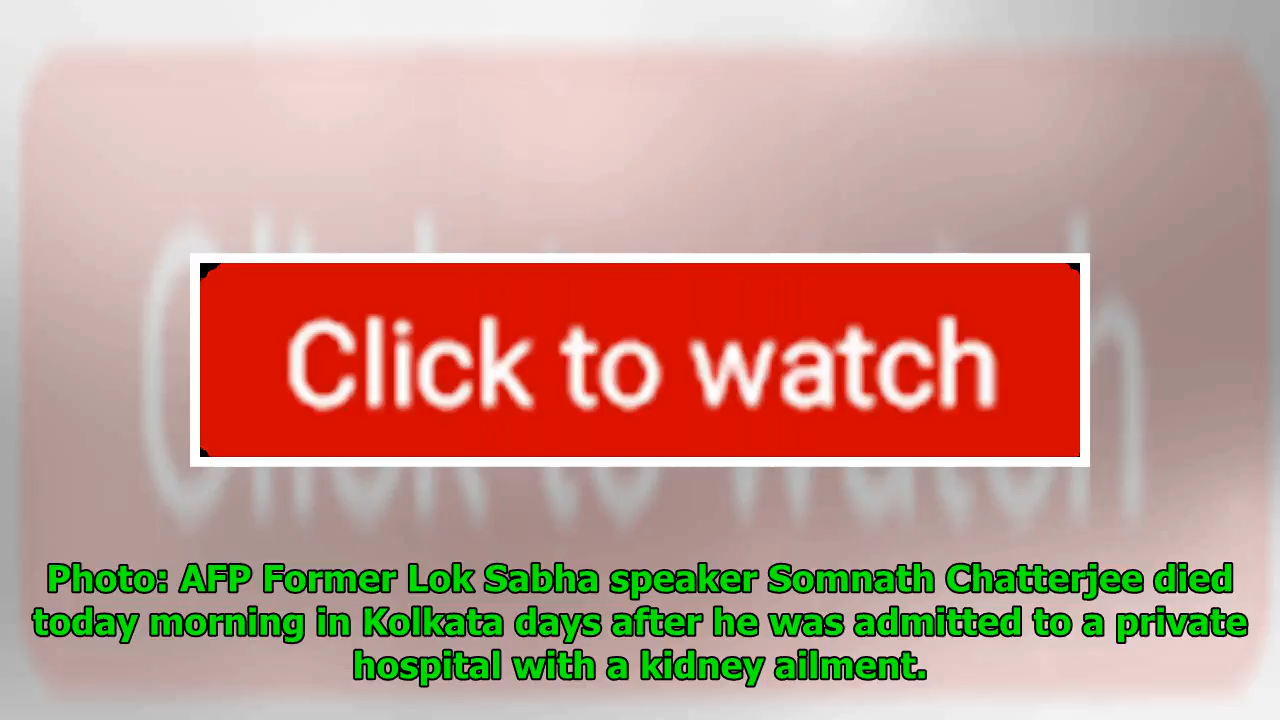 Click to watch
Photo: AFP Former Lok Sabha speaker Somnath Chatterjee died
today morning in Kolkata days after he was admitted to a private
hospital with a kidney ailment.